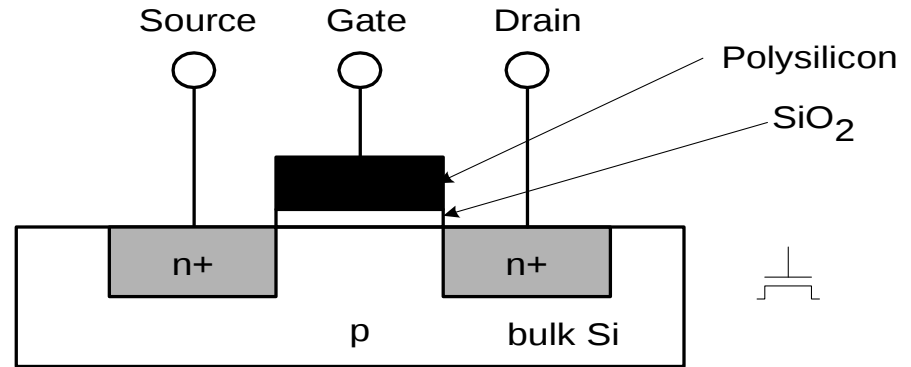 Source
Gate
Drain
Polysilicon
SiO2
n+
n+
p
bulk Si